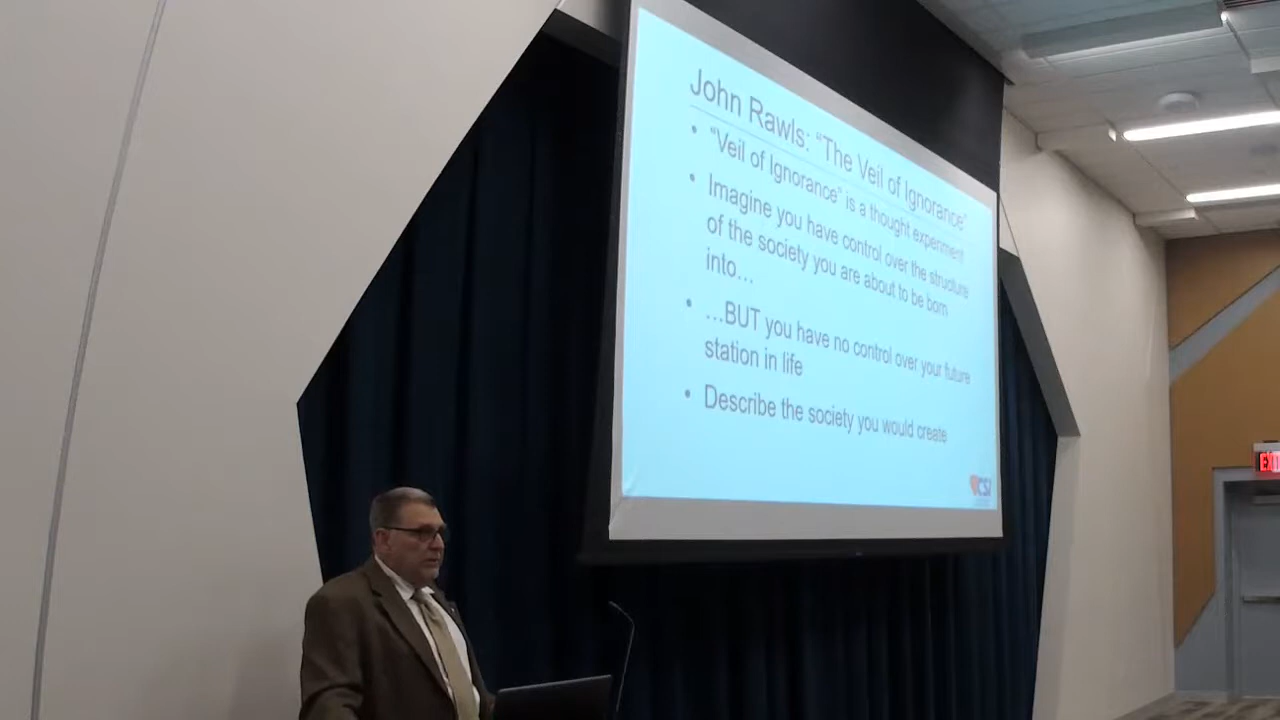 John Rawls: "The Veil of Ignorance"
• "Veil of Ignorance" is a thought experiment
• Imagine you have control over the structure
of the society you are about to be born
into...
• ...BUT you have no control over your future
station in life
• Describe the society you would create
CSI
EXIT